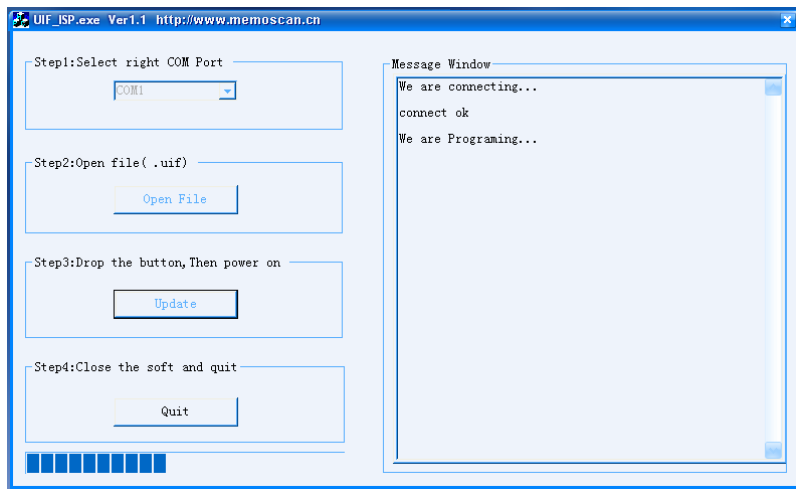 UIF_ISP.exe Ver1.1 http://www.memoscan.cn
Step1:Select right COM Port
COM1
Step2:Open file( .uif)
Open File
Step3:Drop the button,Then power on
Update
Step4:Close the soft and quit
Quit
Message Window
We are connecting...
connect ok
We are Programing...